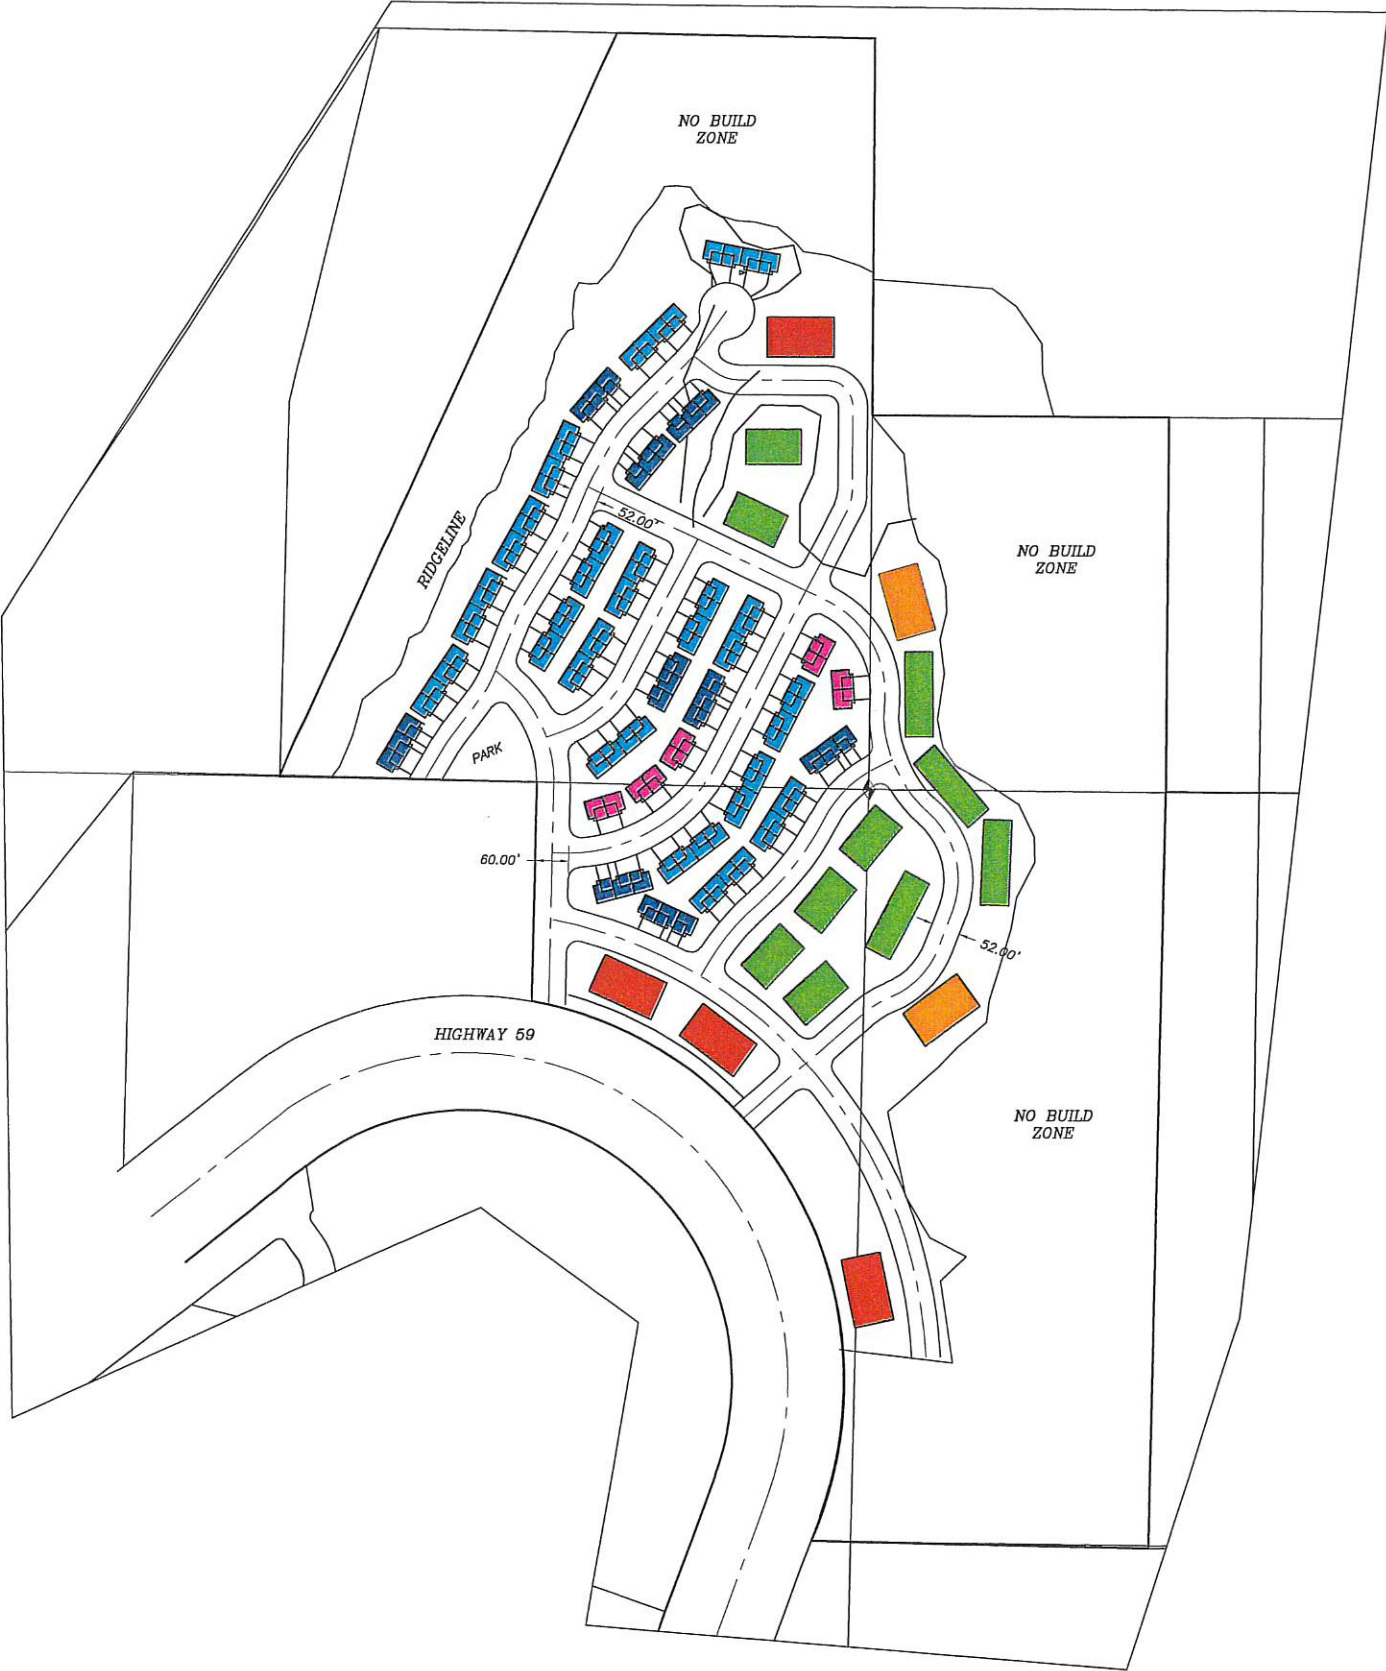 NO BUILD
ZONE
52.00'
RIDGELINE
NO BUILD
ZONE
PARK
60.00'
52.00'
HIGHWAY 59
NO BUILD
ZONE